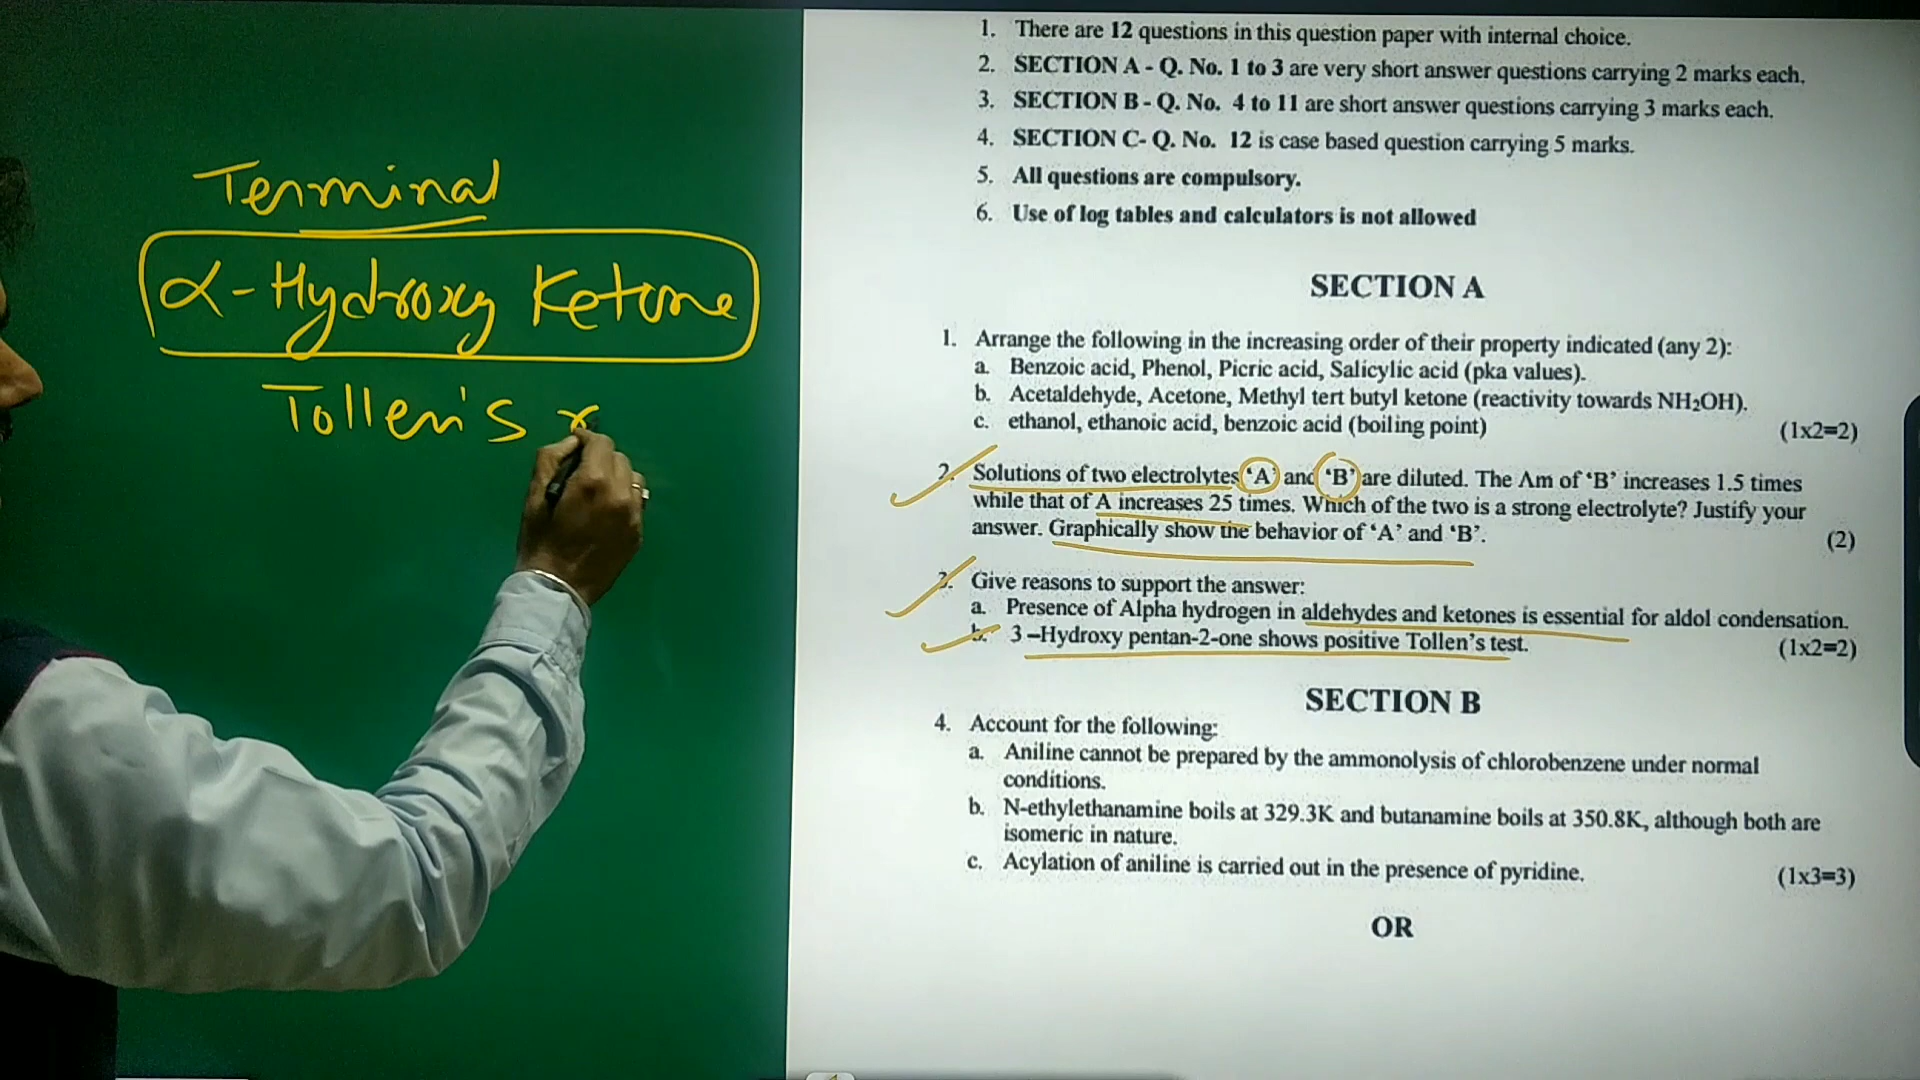 Terminal
α-Hydroxy Ketone
Tollen's r
1. There are 12 questions in this question paper with internal choice.
2. SECTION A - Q. No. 1 to 3 are very short answer questions carrying 2 marks each.
3. SECTION B - Q. No. 4 to 11 are short answer questions carrying 3 marks each.
4. SECTION C- Q. No. 12 is case based question carrying 5 marks.
5. All questions are compulsory.
6. Use of log tables and calculators is not allowed
SECTION A
1. Arrange the following in the increasing order of their property indicated (any 2):
a. Benzoic acid, Phenol, Picric acid, Salicylic acid (pka values).
b. Acetaldehyde, Acetone, Methyl tert butyl ketone (reactivity towards NH₂OH).
c. ethanol, ethanoic acid, benzoic acid (boiling point) (1x2=2)
2. Solutions of two electrolytes 'A' and 'B' are diluted. The Λm of 'B' increases 1.5 times
while that of A increases 25 times. Which of the two is a strong electrolyte? Justify your
answer. Graphically show the behavior of 'A' and 'B'. (2)
3. Give reasons to support the answer:
a. Presence of Alpha hydrogen in aldehydes and ketones is essential for aldol condensation.
b. 3 –Hydroxy pentan-2-one shows positive Tollen's test. (1x2=2)
SECTION B
4. Account for the following:
a. Aniline cannot be prepared by the ammonolysis of chlorobenzene under normal
conditions.
b. N-ethylethanamine boils at 329.3K and butanamine boils at 350.8K, although both are
isomeric in nature.
c. Acylation of aniline is carried out in the presence of pyridine. (1x3=3)
OR